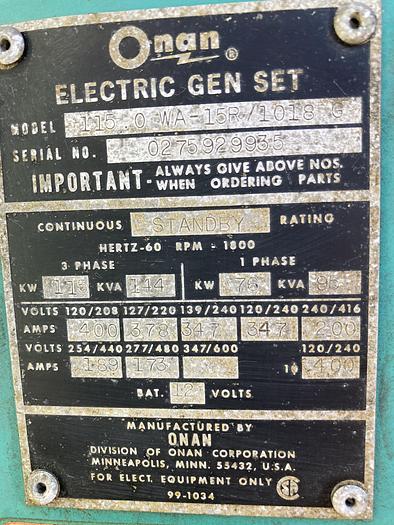 Onan ®
ELECTRIC GEN SET
MODEL 115.0 WA-15R/1018 G
SERIAL NO. 0275929935
IMPORTANT- ALWAYS GIVE ABOVE NOS.
WHEN ORDERING PARTS
CONTINUOUS STANDBY RATING
HERTZ-60 RPM-1800
3 PHASE 1 PHASE
KW 115 KVA 144 KW 76 KVA 95
VOLTS 120/208 127/220 139/240 120/240 240/416
AMPS 400 378 347 347 200
VOLTS 254/440 277/480 347/600 120/240
AMPS 189 173 1Φ 400
BAT. 12 VOLTS
MANUFACTURED BY
ONAN
DIVISION OF ONAN CORPORATION
MINNEAPOLIS, MINN. 55432, U.S.A.
FOR ELECT. EQUIPMENT ONLY
99-1034